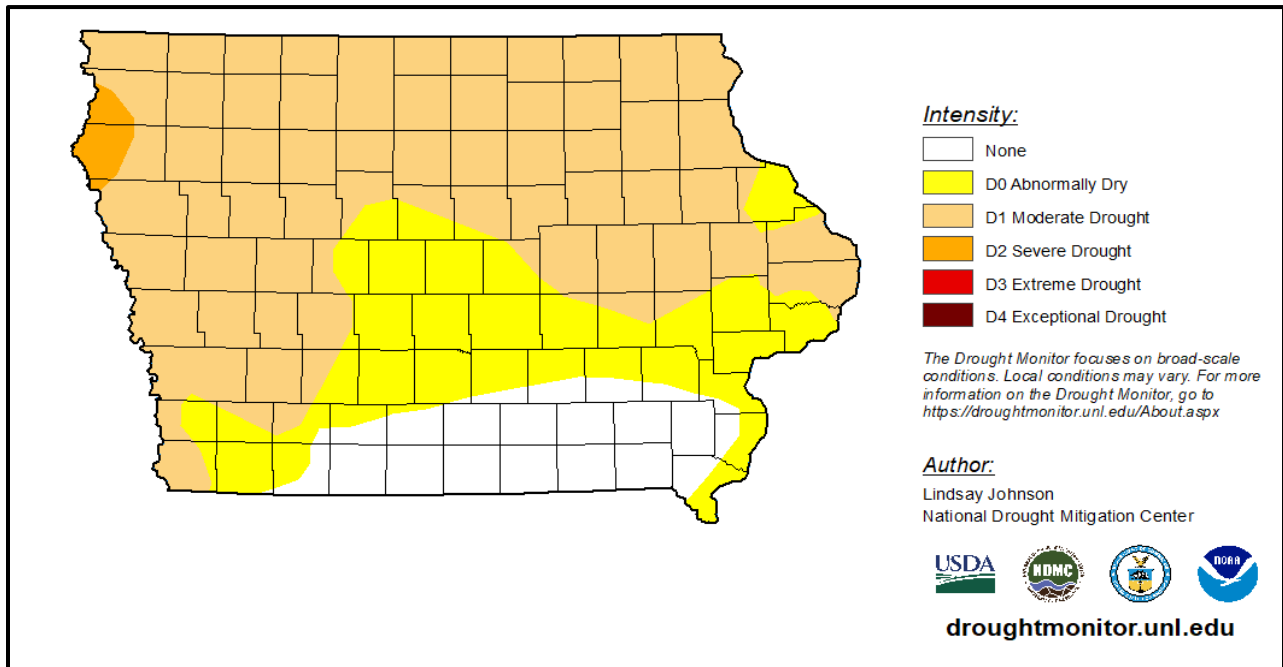 Intensity:
None
D0 Abnormally Dry
D1 Moderate Drought
D2 Severe Drought
D3 Extreme Drought
D4 Exceptional Drought
The Drought Monitor focuses on broad-scale
conditions. Local conditions may vary. For more
information on the Drought Monitor, go to
https://droughtmonitor.unl.edu/About.aspx
Author:
Lindsay Johnson
National Drought Mitigation Center
USDA
NDMC
NOAA
droughtmonitor.unl.edu